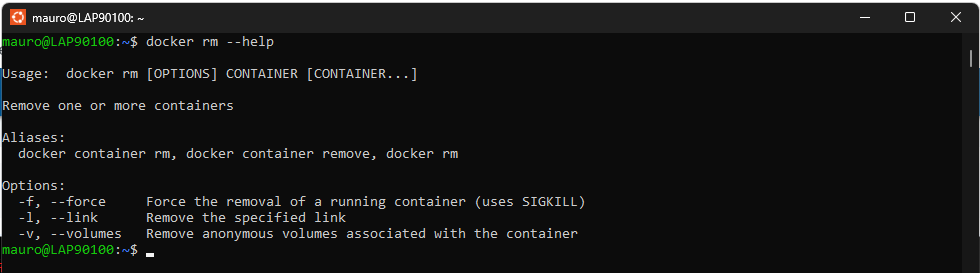 mauro@LAP90100: ~
mauro@LAP90100:~$ docker rm --help
Usage:  docker rm [OPTIONS] CONTAINER [CONTAINER...]
Remove one or more containers
Aliases:
  docker container rm, docker container remove, docker rm
Options:
  -f, --force     Force the removal of a running container (uses SIGKILL)
  -l, --link      Remove the specified link
  -v, --volumes   Remove anonymous volumes associated with the container
mauro@LAP90100:~$